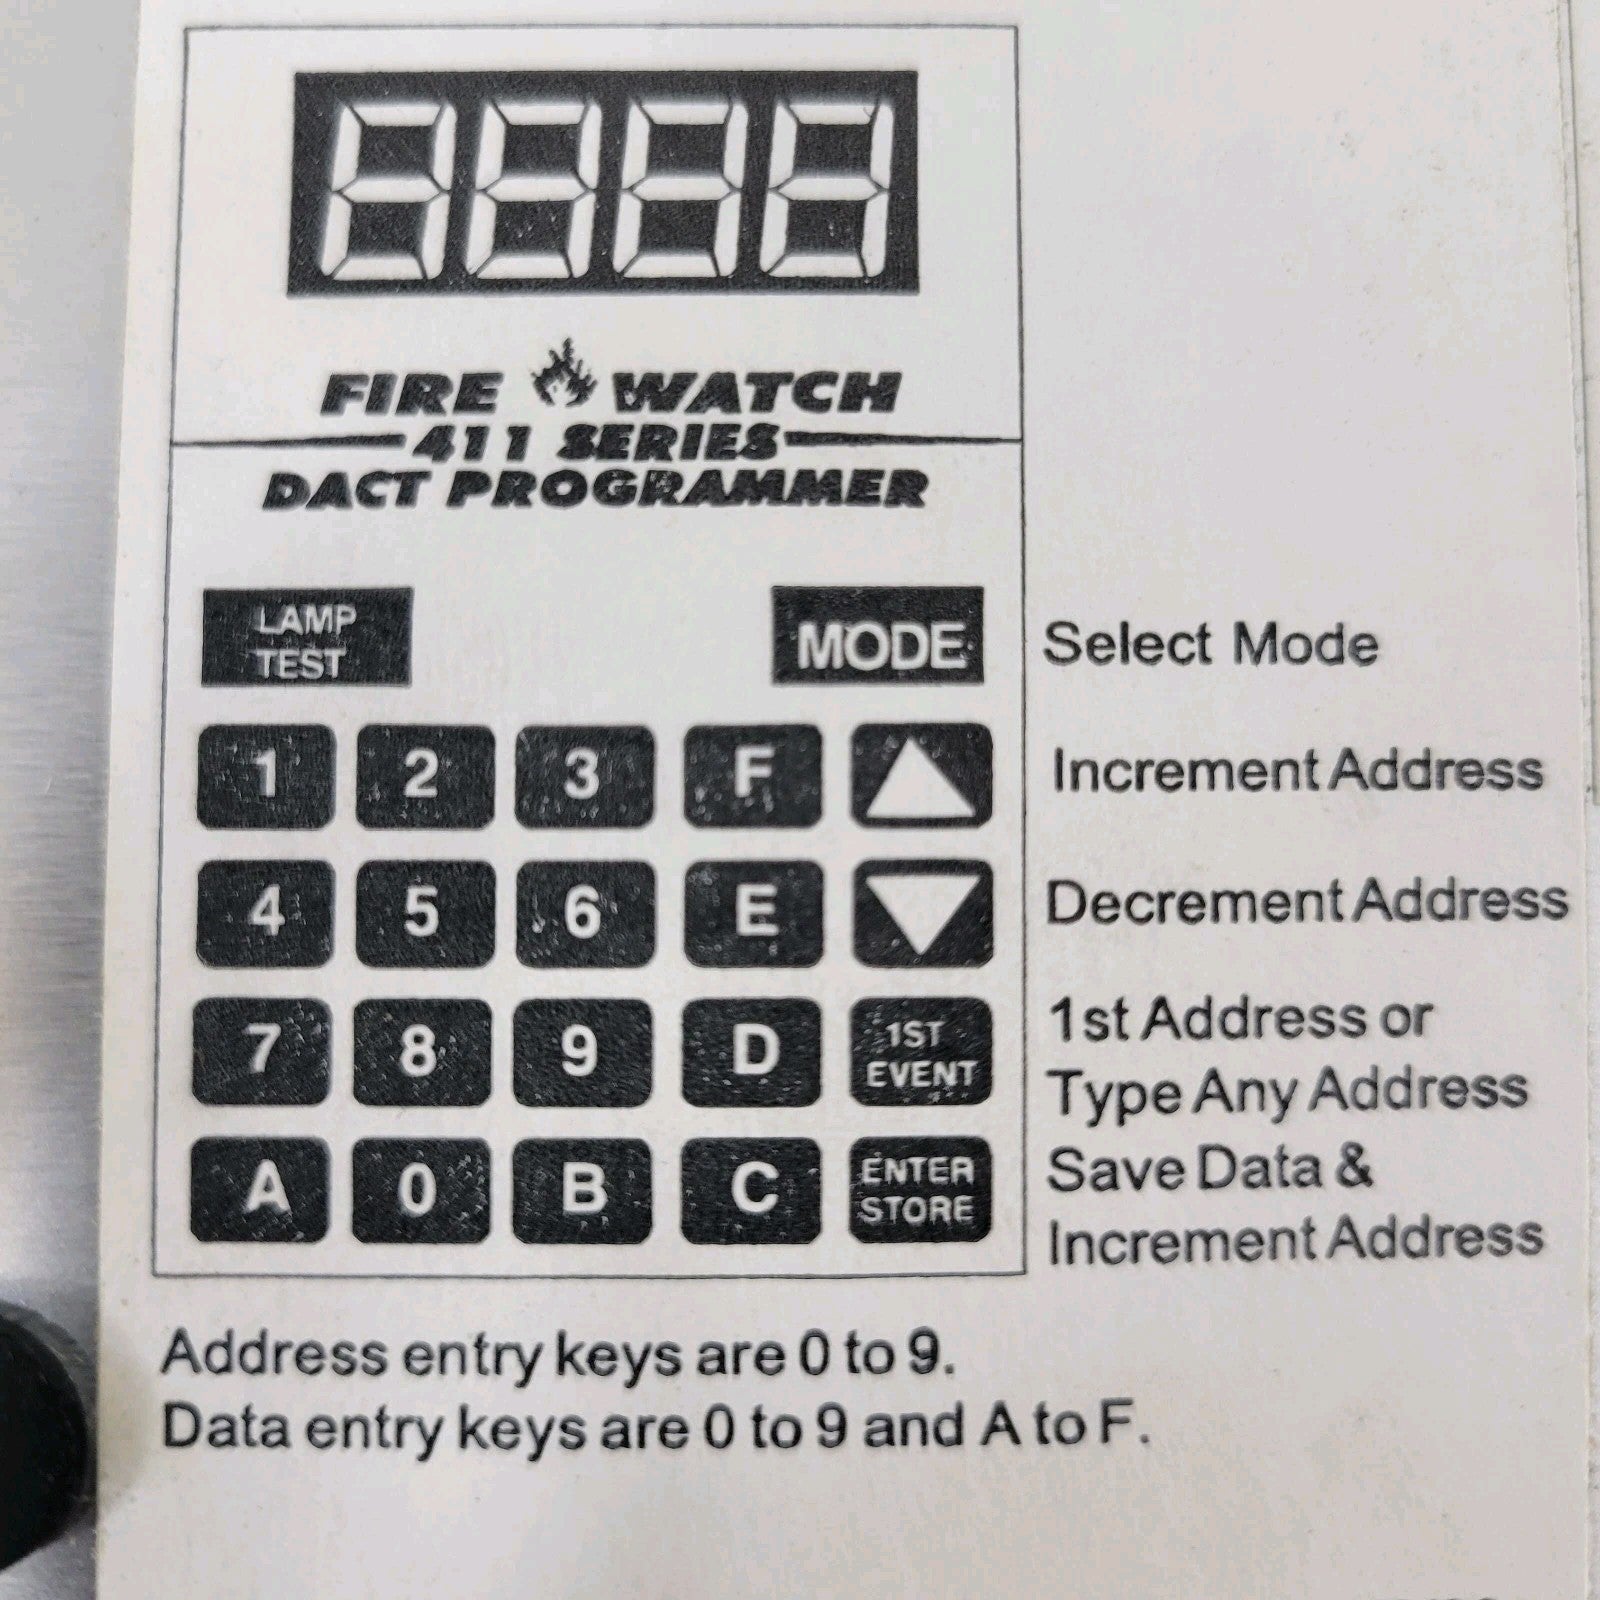 8888
FIRE WATCH
411 SERIES
DACT PROGRAMMER
LAMP
TEST
MODE
Select Mode
1 2 3 F
Increment Address
4 5 6 E
Decrement Address
7 8 9 D
1ST
EVENT
1st Address or
Type Any Address
A 0 B C
ENTER
STORE
Save Data &
Increment Address
Address entry keys are 0 to 9.
Data entry keys are 0 to 9 and A to F.